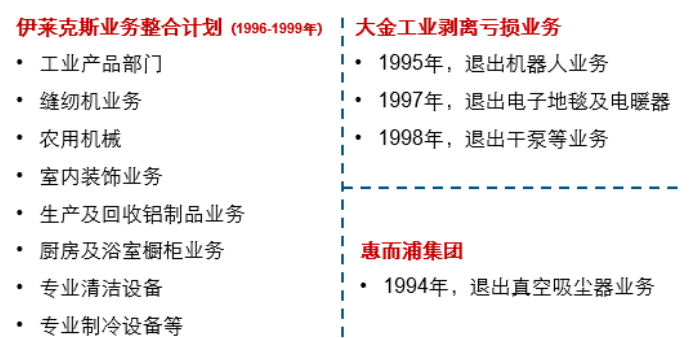 伊莱克斯业务整合计划 (1996-1999年)
• 工业产品部门
• 缝纫机业务
• 农用机械
• 室内装饰业务
• 生产及回收铝制品业务
• 厨房及浴室橱柜业务
• 专业清洁设备
• 专业制冷设备等
大金工业剥离亏损业务
• 1995年，退出机器人业务
• 1997年，退出电子地毯及电暖器
• 1998年，退出干泵等业务
惠而浦集团
• 1994年，退出真空吸尘器业务